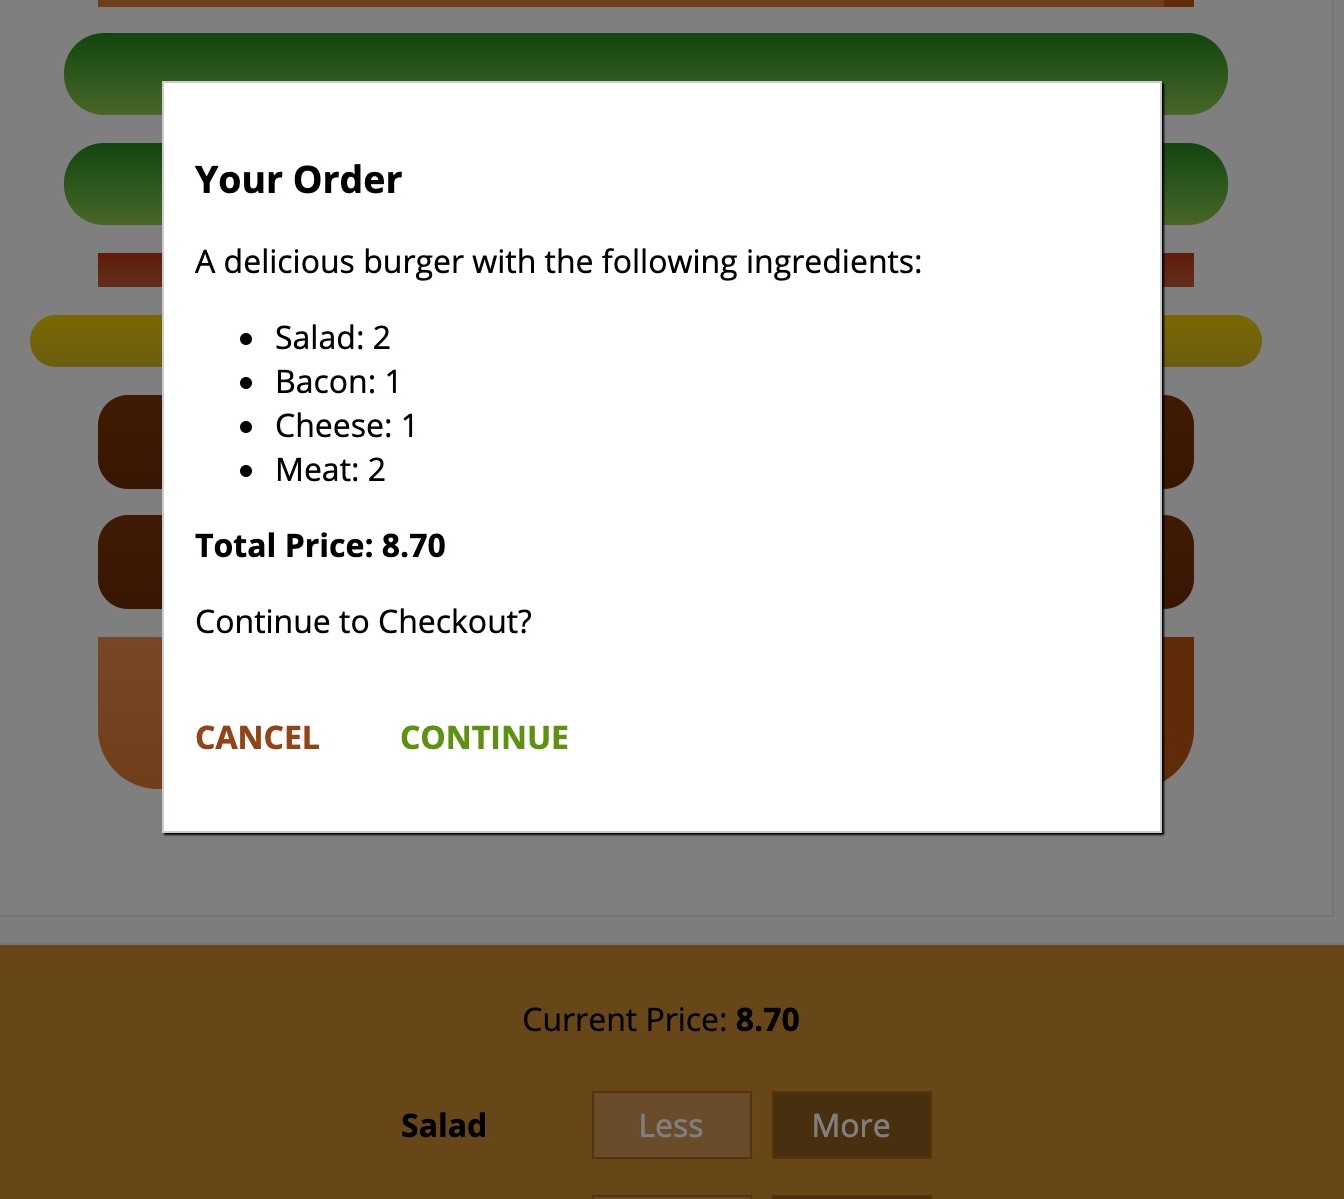 Your Order
A delicious burger with the following ingredients:
Salad: 2
Bacon: 1
Cheese: 1
Meat: 2
Total Price: 8.70
Continue to Checkout?
CANCEL CONTINUE
Current Price: 8.70
Salad Less More